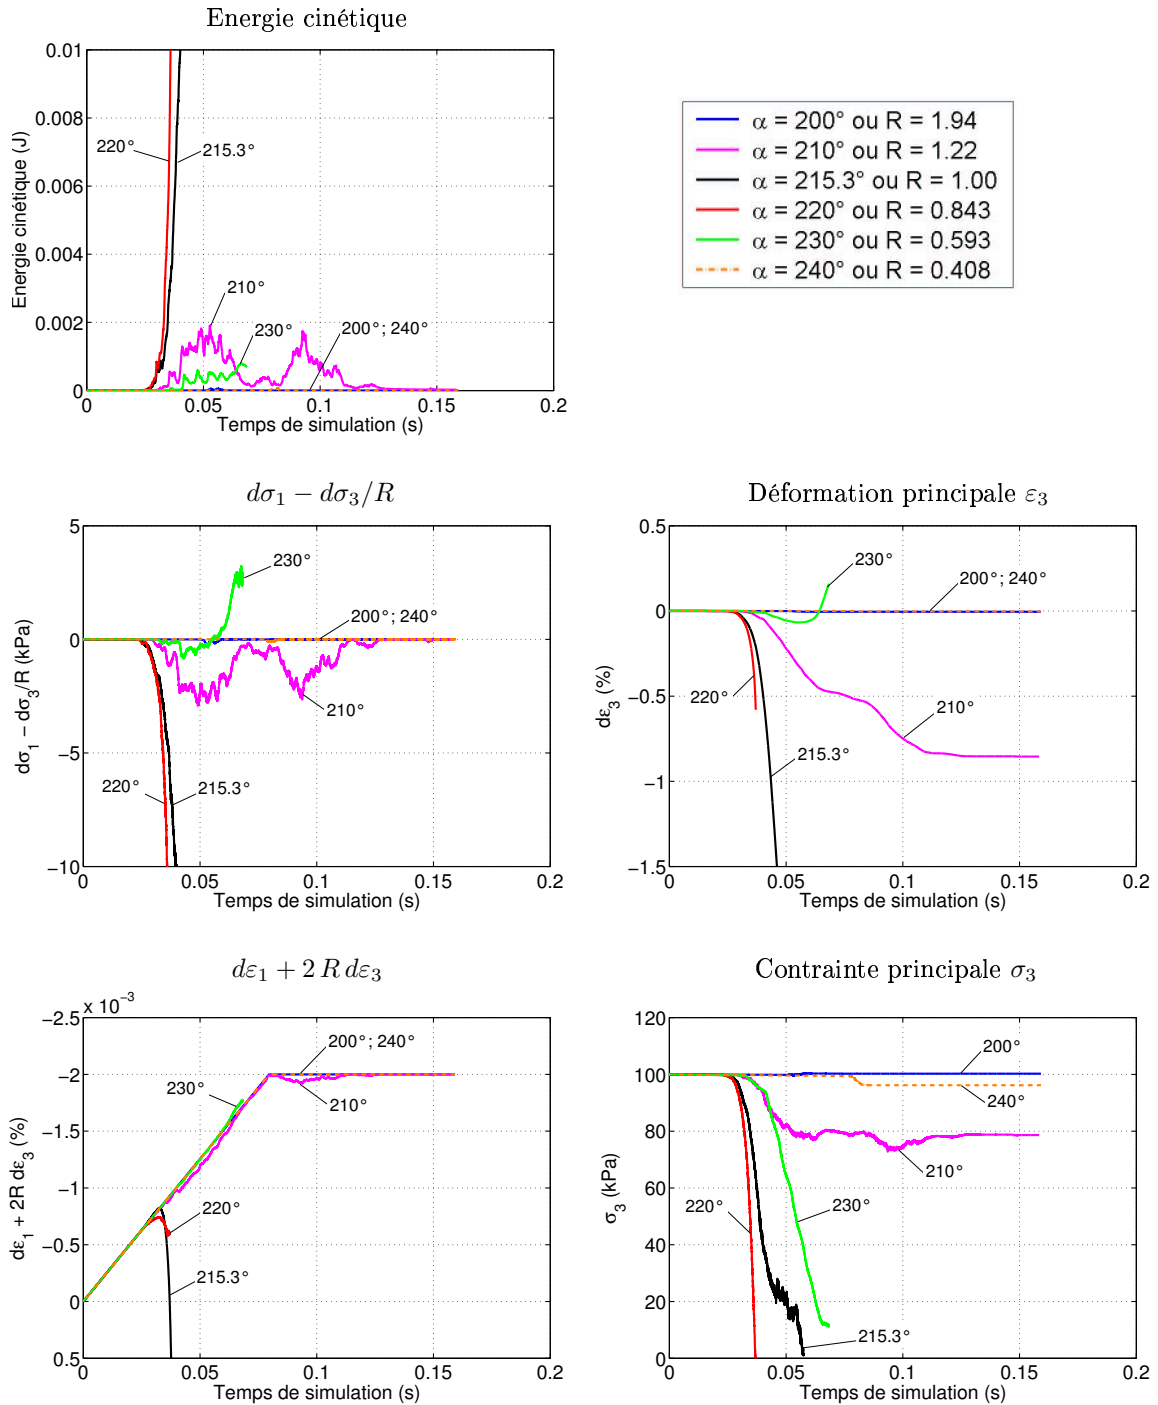 Energie cinétique
0.01
0.008
0.006
0.004
0.002
0
Energie cinétique (J)
220°
215.3°
210°
230°
200°; 240°
0 0.05 0.1 0.15 0.2
Temps de simulation (s)
α = 200° ou R = 1.94
α = 210° ou R = 1.22
α = 215.3° ou R = 1.00
α = 220° ou R = 0.843
α = 230° ou R = 0.593
α = 240° ou R = 0.408
dσ₁ − dσ₃/R
5
0
−5
−10
dσ₁ − dσ₃/R (kPa)
230°
200°; 240°
210°
220°
215.3°
0 0.05 0.1 0.15 0.2
Temps de simulation (s)
Déformation principale ε₃
0.5
0
−0.5
−1
−1.5
dε₃ (%)
230°
200°; 240°
220°
210°
215.3°
0 0.05 0.1 0.15 0.2
Temps de simulation (s)
dε₁ + 2 R dε₃
x 10⁻³
−2.5
−2
−1.5
−1
−0.5
0
0.5
dε₁ + 2R dε₃ (%)
200°; 240°
230°
210°
220°
215.3°
0 0.05 0.1 0.15 0.2
Temps de simulation (s)
Contrainte principale σ₃
120
100
80
60
40
20
0
σ₃ (kPa)
200°
240°
210°
220°
230°
215.3°
0 0.05 0.1 0.15 0.2
Temps de simulation (s)